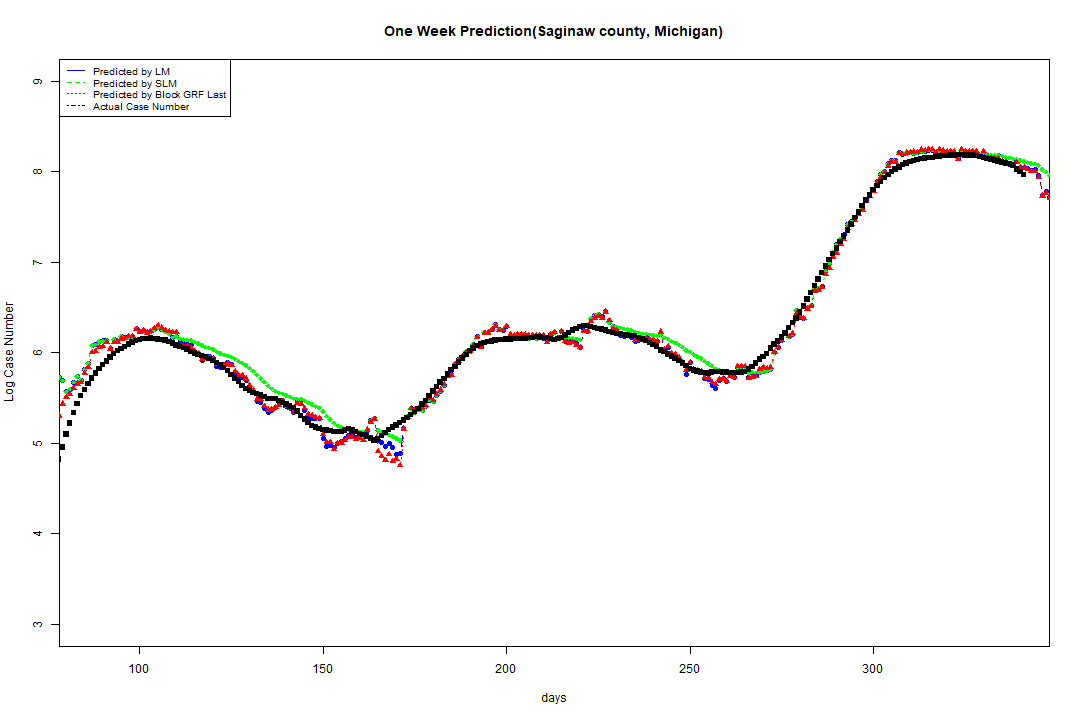 One Week Prediction(Saginaw county, Michigan)
Predicted by LM
Predicted by SLM
Predicted by Block GRF Last
Actual Case Number
9
8
7
6
5
4
3
Log Case Number
100 150 200 250 300
days